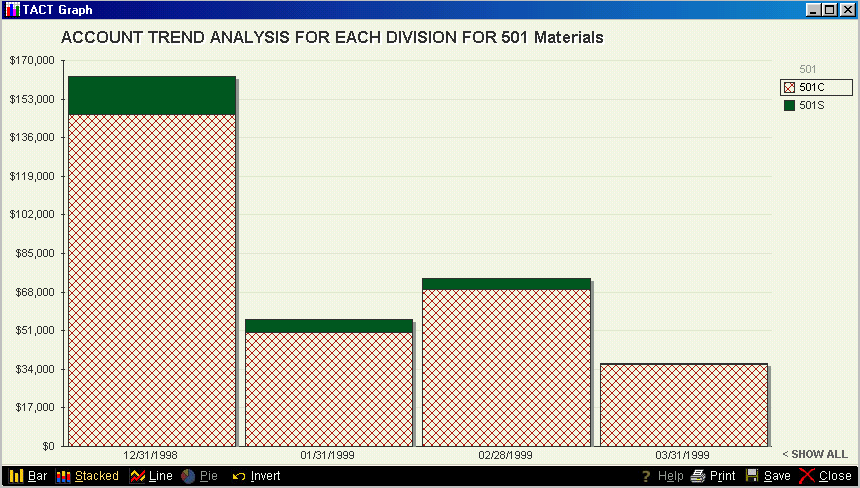 TACT Graph
ACCOUNT TREND ANALYSIS FOR EACH DIVISION FOR 501 Materials
$170,000
$153,000
$136,000
$119,000
$102,000
$85,000
$68,000
$51,000
$34,000
$17,000
$0
12/31/1998 01/31/1999 02/28/1999 03/31/1999
501
501C
501S
< SHOW ALL
Bar Stacked Line Pie Invert ? Help Print Save Close